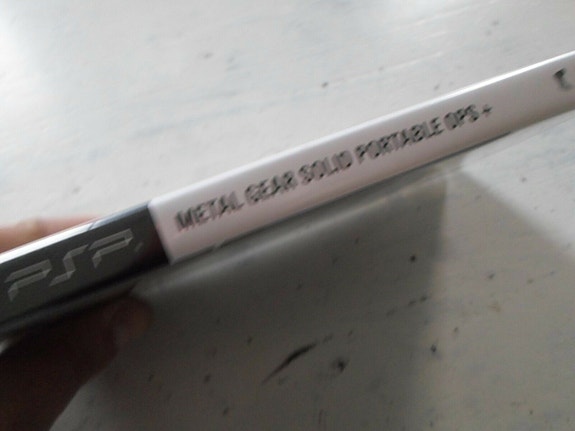 PSP METAL GEAR SOLID PORTABLE OPS +